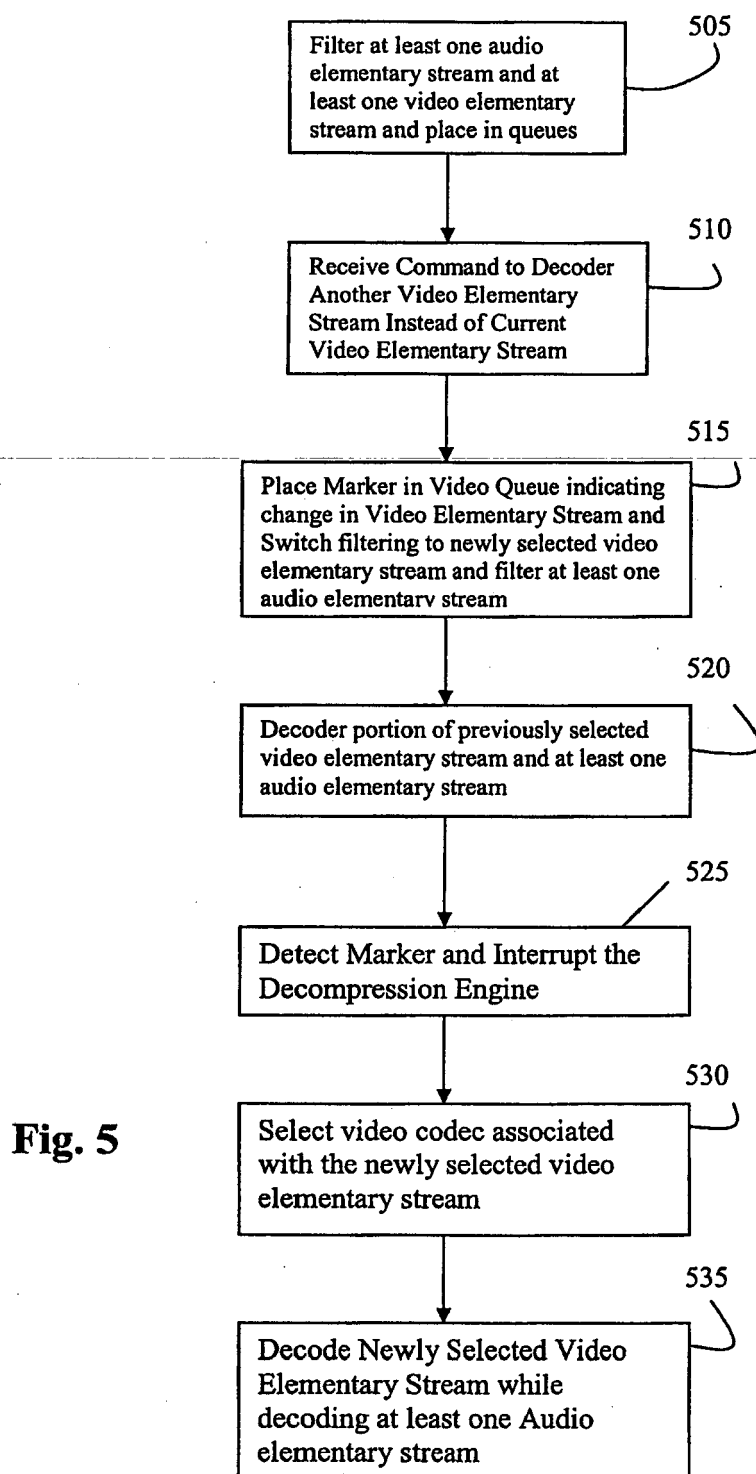 505
Filter at least one audio
elementary stream and at
least one video elementary
stream and place in queues
510
Receive Command to Decoder
Another Video Elementary
Stream Instead of Current
Video Elementary Stream
515
Place Marker in Video Queue indicating
change in Video Elementary Stream and
Switch filtering to newly selected video
elementary stream and filter at least one
audio elementary stream
520
Decoder portion of previously selected
video elementary stream and at least one
audio elementary stream
525
Detect Marker and Interrupt the
Decompression Engine
530
Select video codec associated
with the newly selected video
elementary stream
Fig. 5
535
Decode Newly Selected Video
Elementary Stream while
decoding at least one Audio
elementary stream